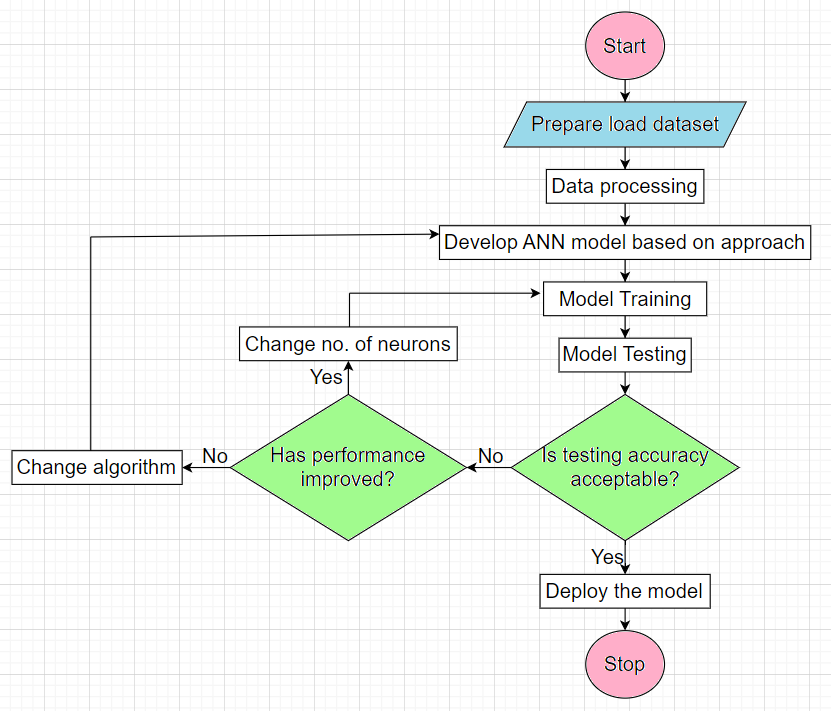 Start
Prepare load dataset
Data processing
Develop ANN model based on approach
Model Training
Change no. of neurons
Model Testing
Yes
Has performance
improved?
No
Change algorithm
No
Is testing accuracy
acceptable?
Yes
Deploy the model
Stop